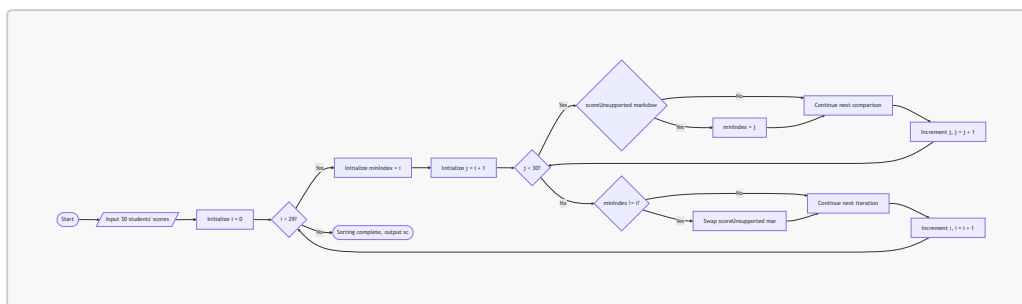 Start
Input 30 students' scores
Initialize i = 0
i < 29?
Yes
No
Initialize minIndex = i
Initialize j = i + 1
j < 30?
Yes
No
scoreUnsupported markdow
No
Yes
minIndex = j
Continue next comparison
Increment j, j = j + 1
minIndex != i?
No
Yes
Swap scoreUnsupported mar
Continue next iteration
Increment i, i = i + 1
Sorting complete, output sc